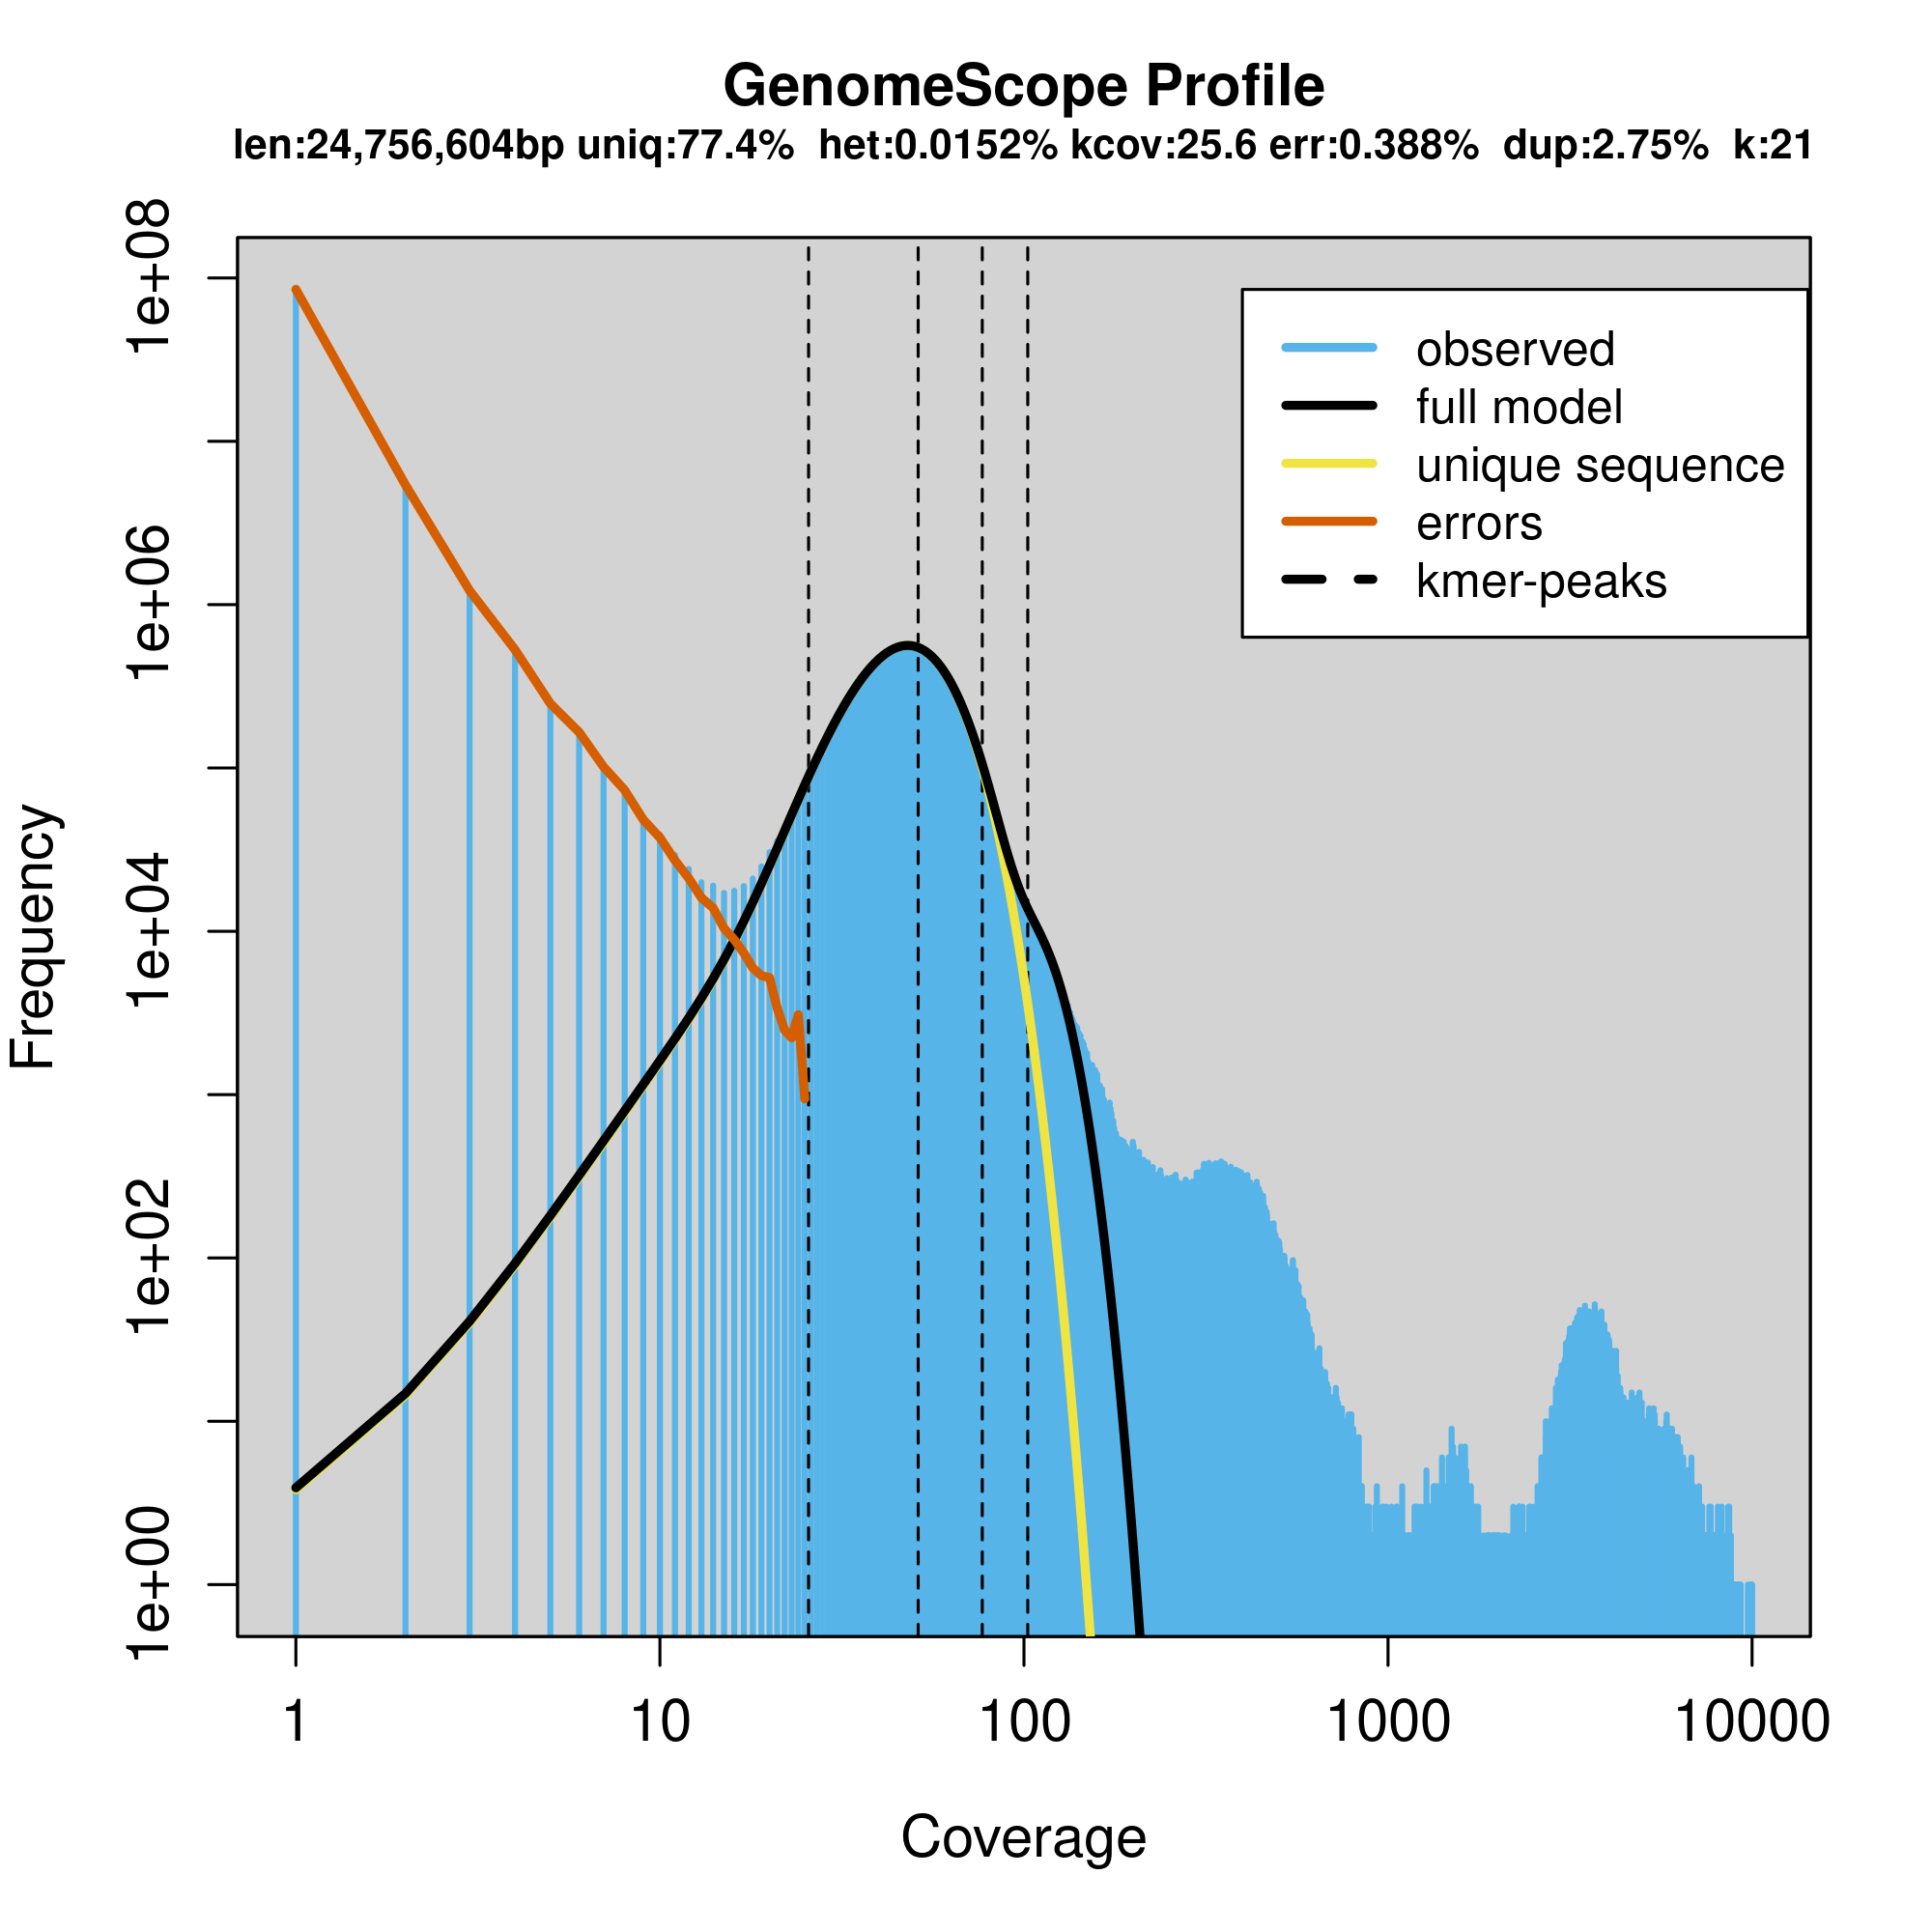 GenomeScope Profile
len:24,756,604bp uniq:77.4% het:0.0152% kcov:25.6 err:0.388% dup:2.75% k:21
1e+08
1e+06
1e+04
1e+02
1e+00
Frequency
observed
full model
unique sequence
errors
kmer-peaks
1 10 100 1000 10000
Coverage